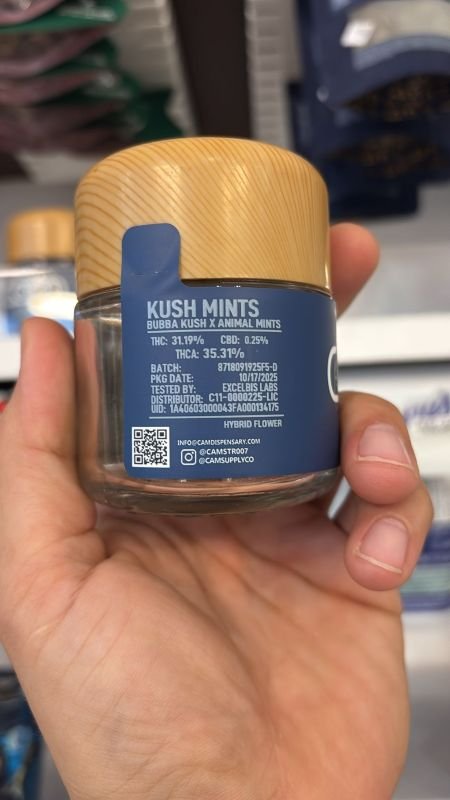 KUSH MINTS
BUBBA KUSH X ANIMAL MINTS
THC: 31.19% CBD: 0.25%
THCA: 35.31%
BATCH: 8718091925F5-D
PKG DATE: 10/17/2025
TESTED BY: EXCELBIS LABS
DISTRIBUTOR: C11-0000225-LIC
UID: 1A40603000043FA000134175
HYBRID FLOWER
INFO@CAMDISPENSARY.COM
@CAMSTR007
@CAMSUPPLYCO